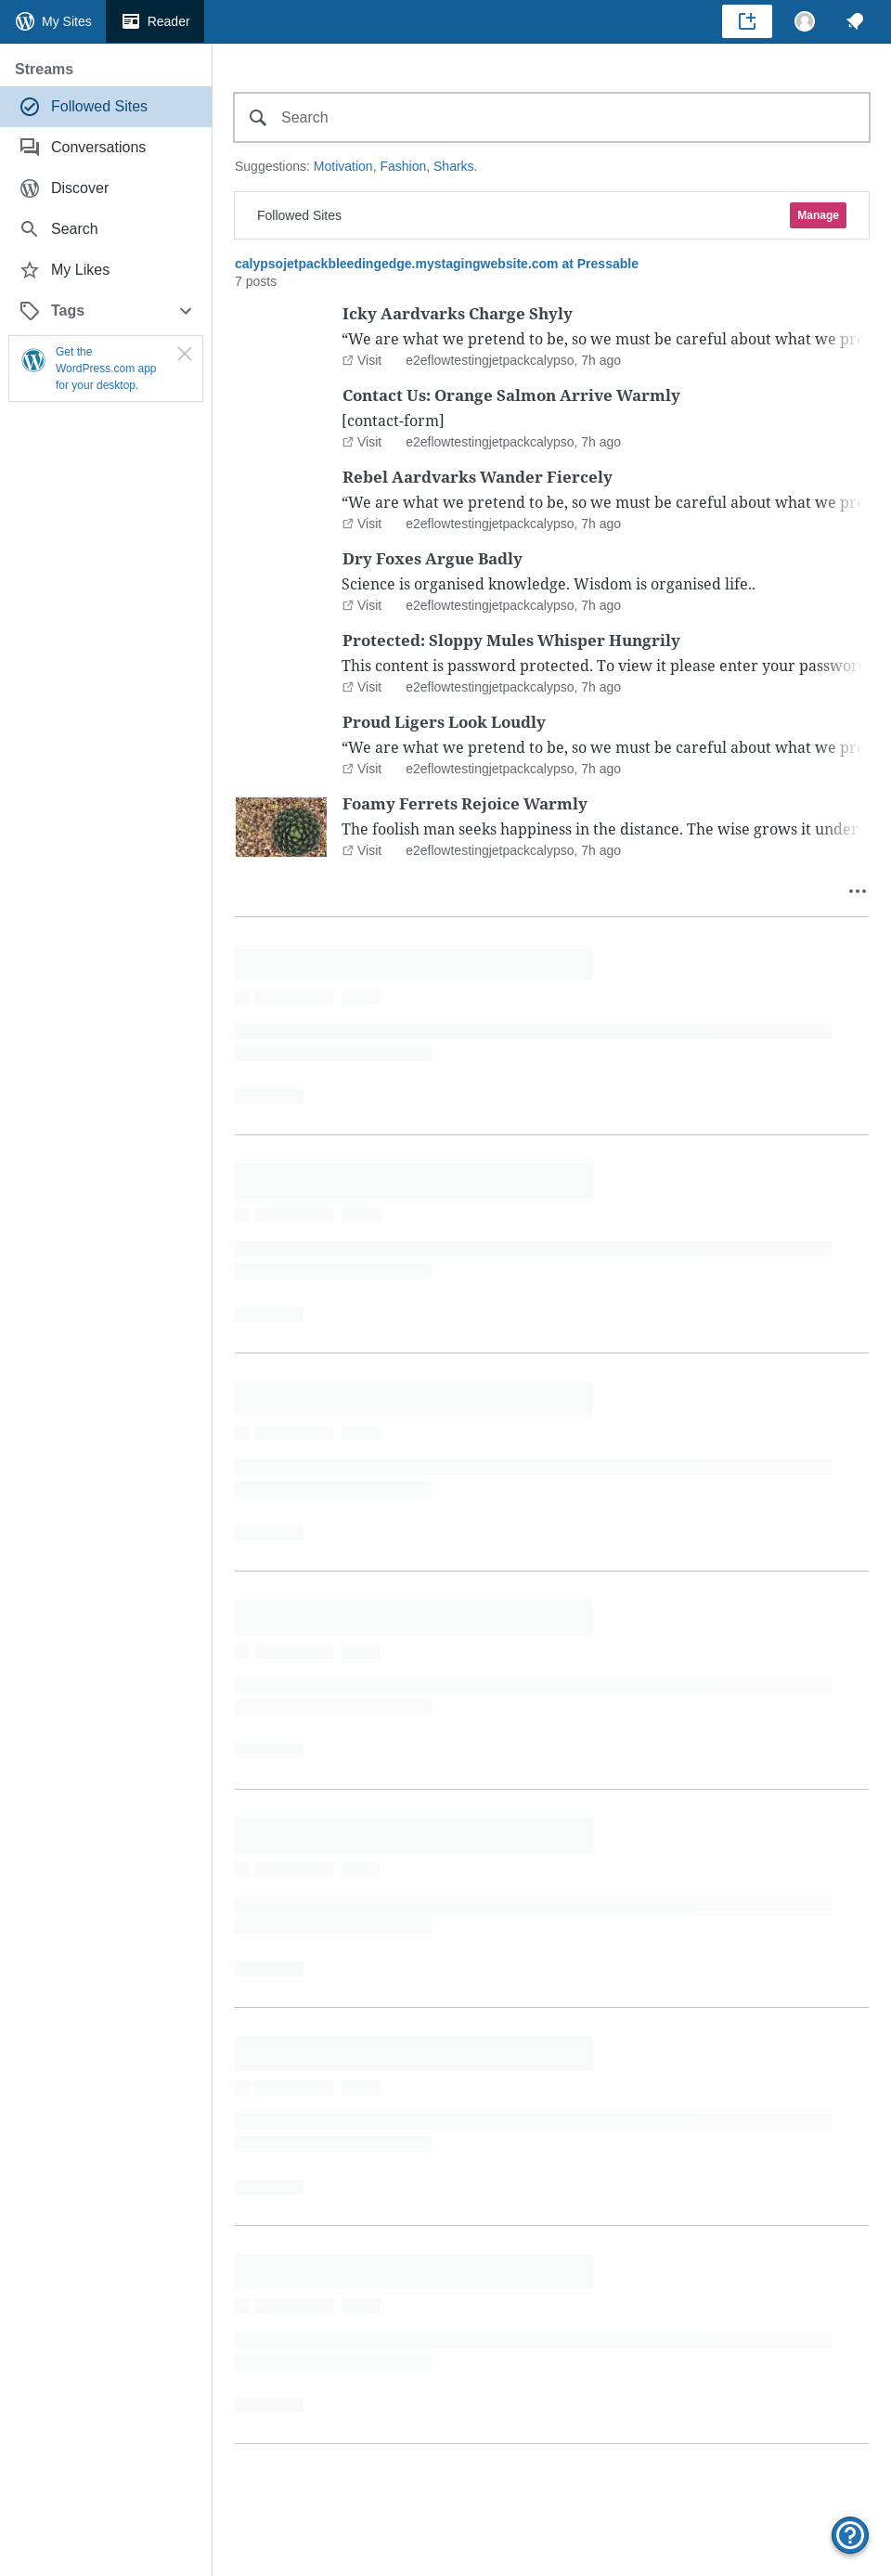 My Sites
Reader
Streams
Followed Sites
Conversations
Discover
Search
My Likes
Tags
Get the
WordPress.com app
for your desktop.
Search
Suggestions: Motivation, Fashion, Sharks.
Followed Sites
Manage
calypsojetpackbleedingedge.mystagingwebsite.com at Pressable
7 posts
Icky Aardvarks Charge Shyly
“We are what we pretend to be, so we must be careful about what we pre
Visit e2eflowtestingjetpackcalypso, 7h ago
Contact Us: Orange Salmon Arrive Warmly
[contact-form]
Visit e2eflowtestingjetpackcalypso, 7h ago
Rebel Aardvarks Wander Fiercely
“We are what we pretend to be, so we must be careful about what we pre
Visit e2eflowtestingjetpackcalypso, 7h ago
Dry Foxes Argue Badly
Science is organised knowledge. Wisdom is organised life..
Visit e2eflowtestingjetpackcalypso, 7h ago
Protected: Sloppy Mules Whisper Hungrily
This content is password protected. To view it please enter your password
Visit e2eflowtestingjetpackcalypso, 7h ago
Proud Ligers Look Loudly
“We are what we pretend to be, so we must be careful about what we pre
Visit e2eflowtestingjetpackcalypso, 7h ago
Foamy Ferrets Rejoice Warmly
The foolish man seeks happiness in the distance. The wise grows it under
Visit e2eflowtestingjetpackcalypso, 7h ago